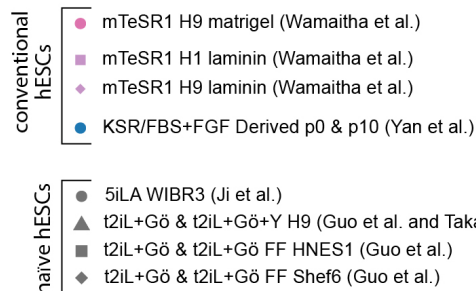 conventional
hESCs
mTeSR1 H9 matrigel (Wamaitha et al.)
mTeSR1 H1 laminin (Wamaitha et al.)
mTeSR1 H9 laminin (Wamaitha et al.)
KSR/FBS+FGF Derived p0 & p10 (Yan et al.)
naïve hESCs
5iLA WIBR3 (Ji et al.)
t2iL+Gö & t2iL+Gö+Y H9 (Guo et al. and
t2iL+Gö & t2iL+Gö FF HNES1 (Guo et al.)
t2iL+Gö & t2iL+Gö FF Shef6 (Guo et al.)